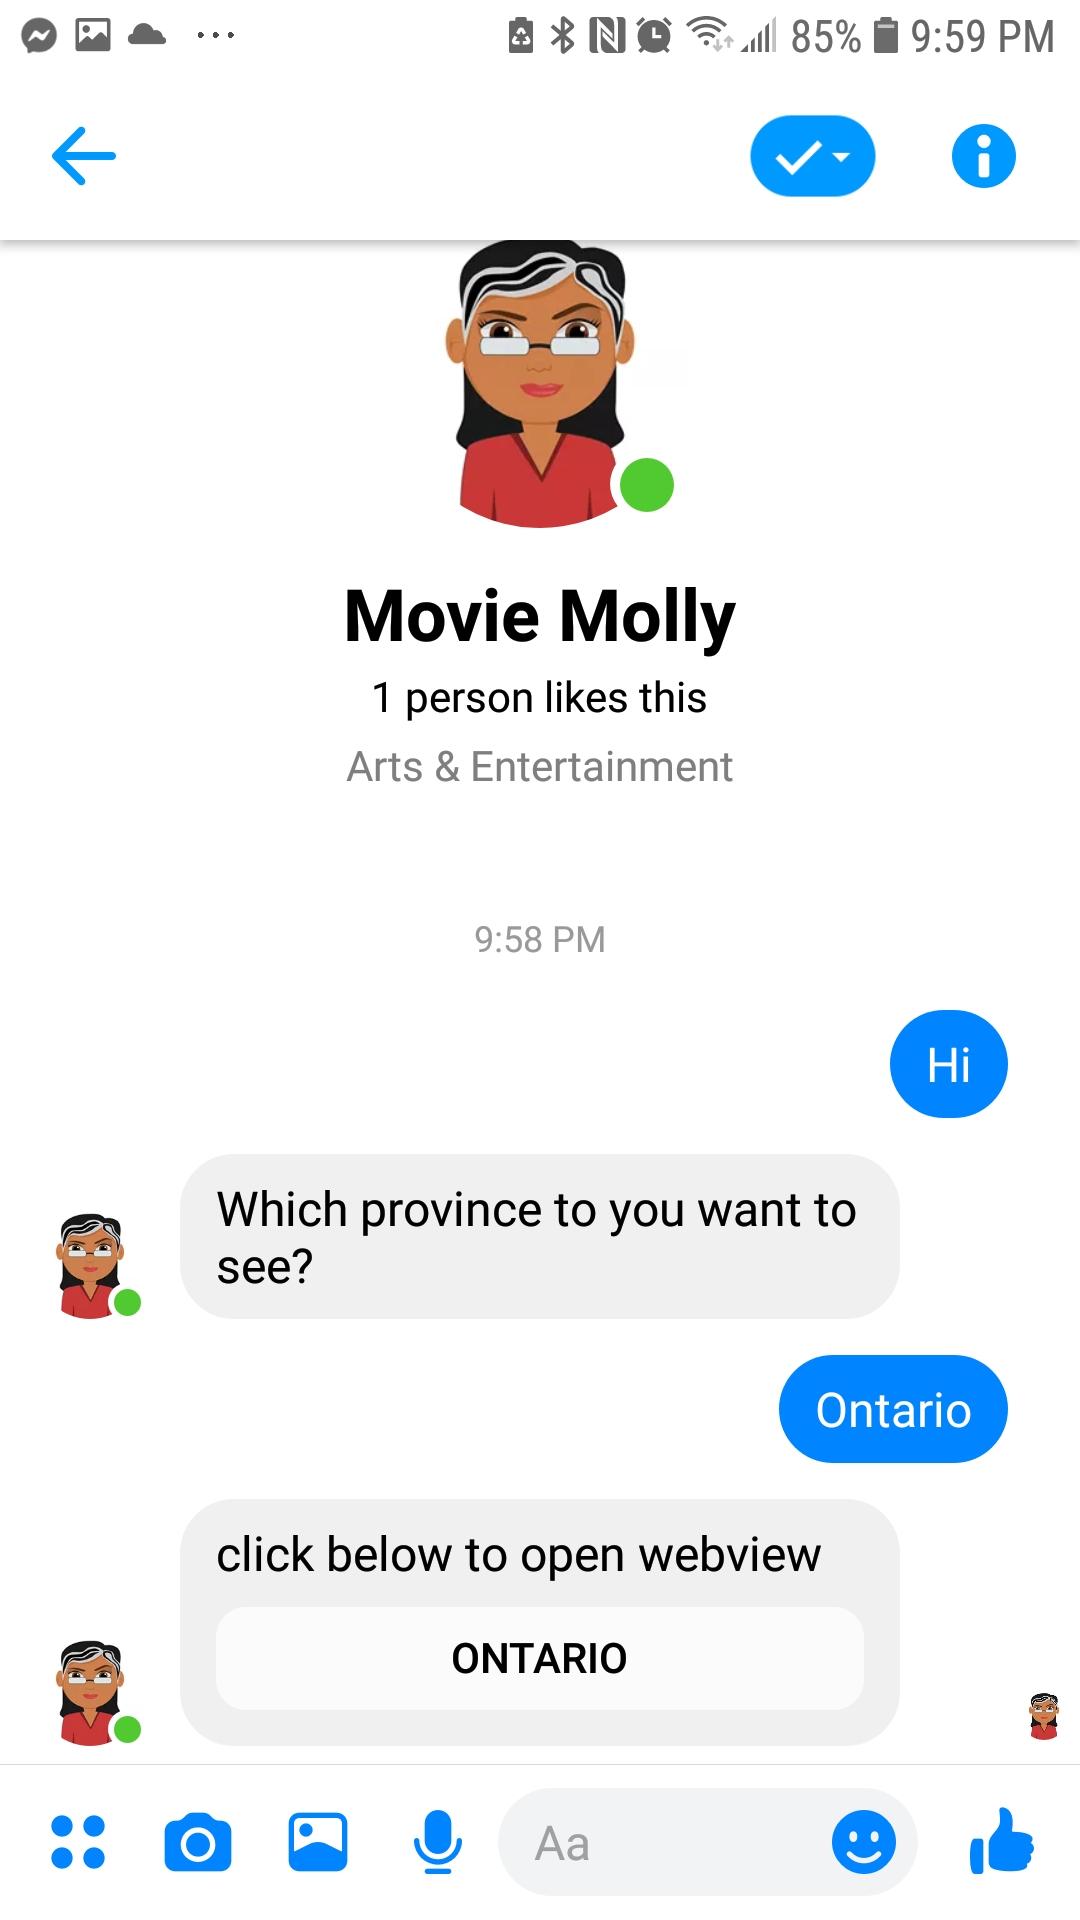 85% 9:59 PM
Movie Molly
1 person likes this
Arts & Entertainment
9:58 PM
Hi
Which province to you want to
see?
Ontario
click below to open webview
ONTARIO
Aa